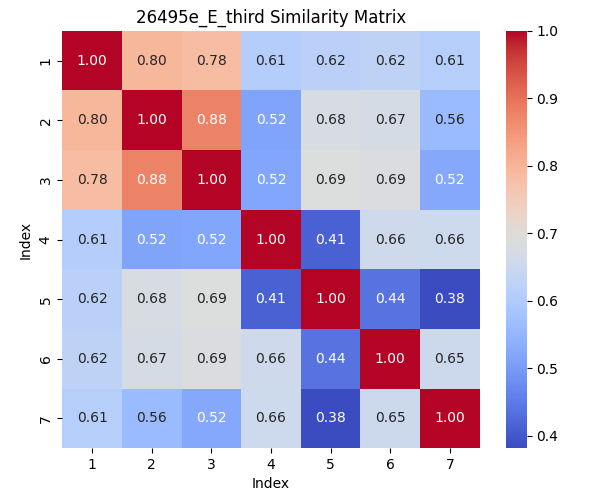 26495e_E_third Similarity Matrix
1 1.00 0.80 0.78 0.61 0.62 0.62 0.61
2 0.80 1.00 0.88 0.52 0.68 0.67 0.56
3 0.78 0.88 1.00 0.52 0.69 0.69 0.52
4 0.61 0.52 0.52 1.00 0.41 0.66 0.66
5 0.62 0.68 0.69 0.41 1.00 0.44 0.38
6 0.62 0.67 0.69 0.66 0.44 1.00 0.65
7 0.61 0.56 0.52 0.66 0.38 0.65 1.00
1 2 3 4 5 6 7
Index
Index
1.0
0.9
0.8
0.7
0.6
0.5
0.4